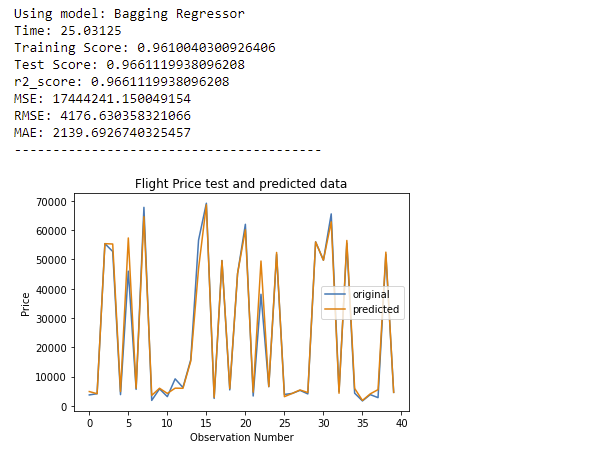 Using model: Bagging Regressor
Time: 25.03125
Training Score: 0.9610040300926406
Test Score: 0.9661119938096208
r2_score: 0.9661119938096208
MSE: 17444241.150049154
RMSE: 4176.630358321066
MAE: 2139.6926740325457
----------------------------------------
Flight Price test and predicted data
70000
60000
50000
40000
30000
20000
10000
0
Price
original
predicted
0 5 10 15 20 25 30 35 40
Observation Number